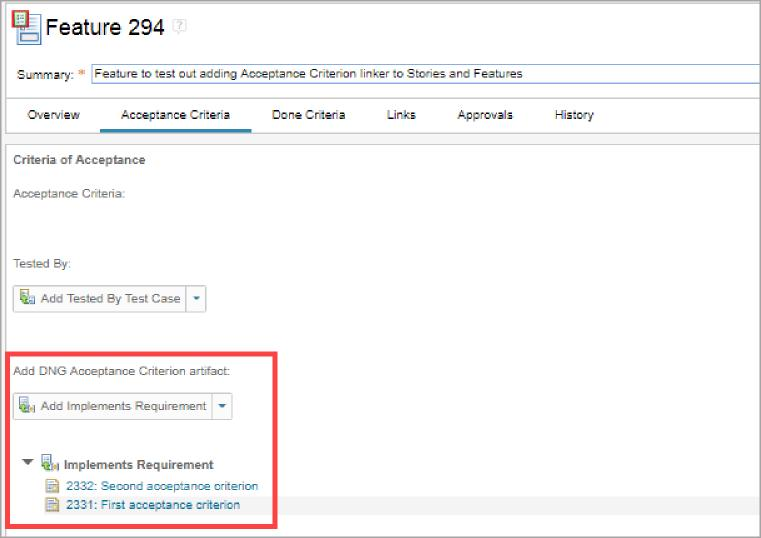 Feature 294 ?
Summary: * Feature to test out adding Acceptance Criterion linker to Stories and Features
Overview Acceptance Criteria Done Criteria Links Approvals History
Criteria of Acceptance
Acceptance Criteria:
Tested By:
Add Tested By Test Case
Add DNG Acceptance Criterion artifact:
Add Implements Requirement
Implements Requirement
2332: Second acceptance criterion
2331: First acceptance criterion